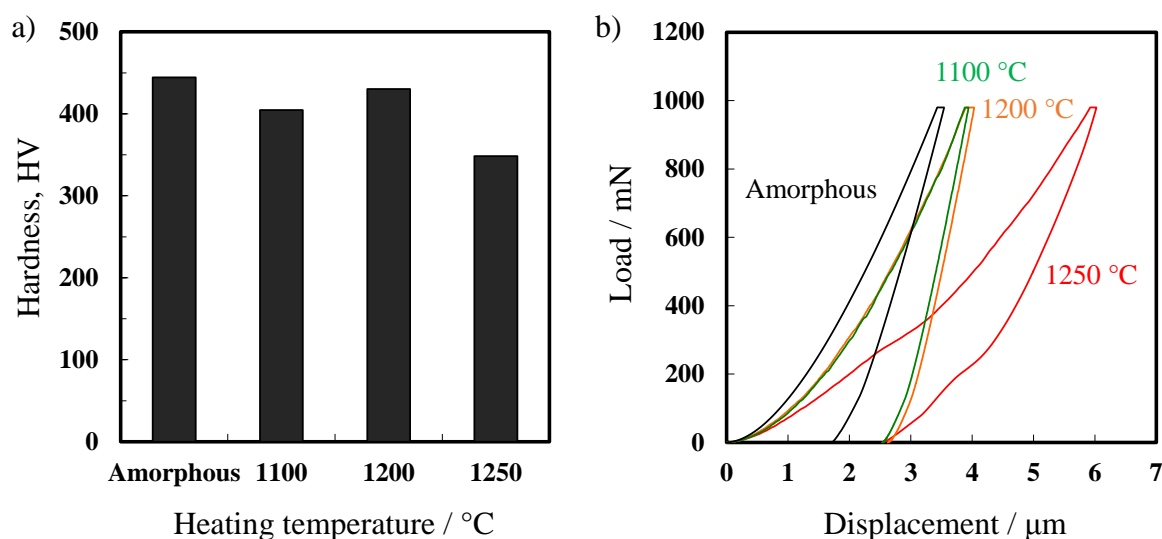 a)
500
400
300
200
100
0
Hardness, HV
Amorphous 1100 1200 1250
Heating temperature / °C
b)
1200
1000
800
600
400
200
0
Load / mN
1100 °C
1200 °C
Amorphous
1250 °C
0 1 2 3 4 5 6 7
Displacement / μm